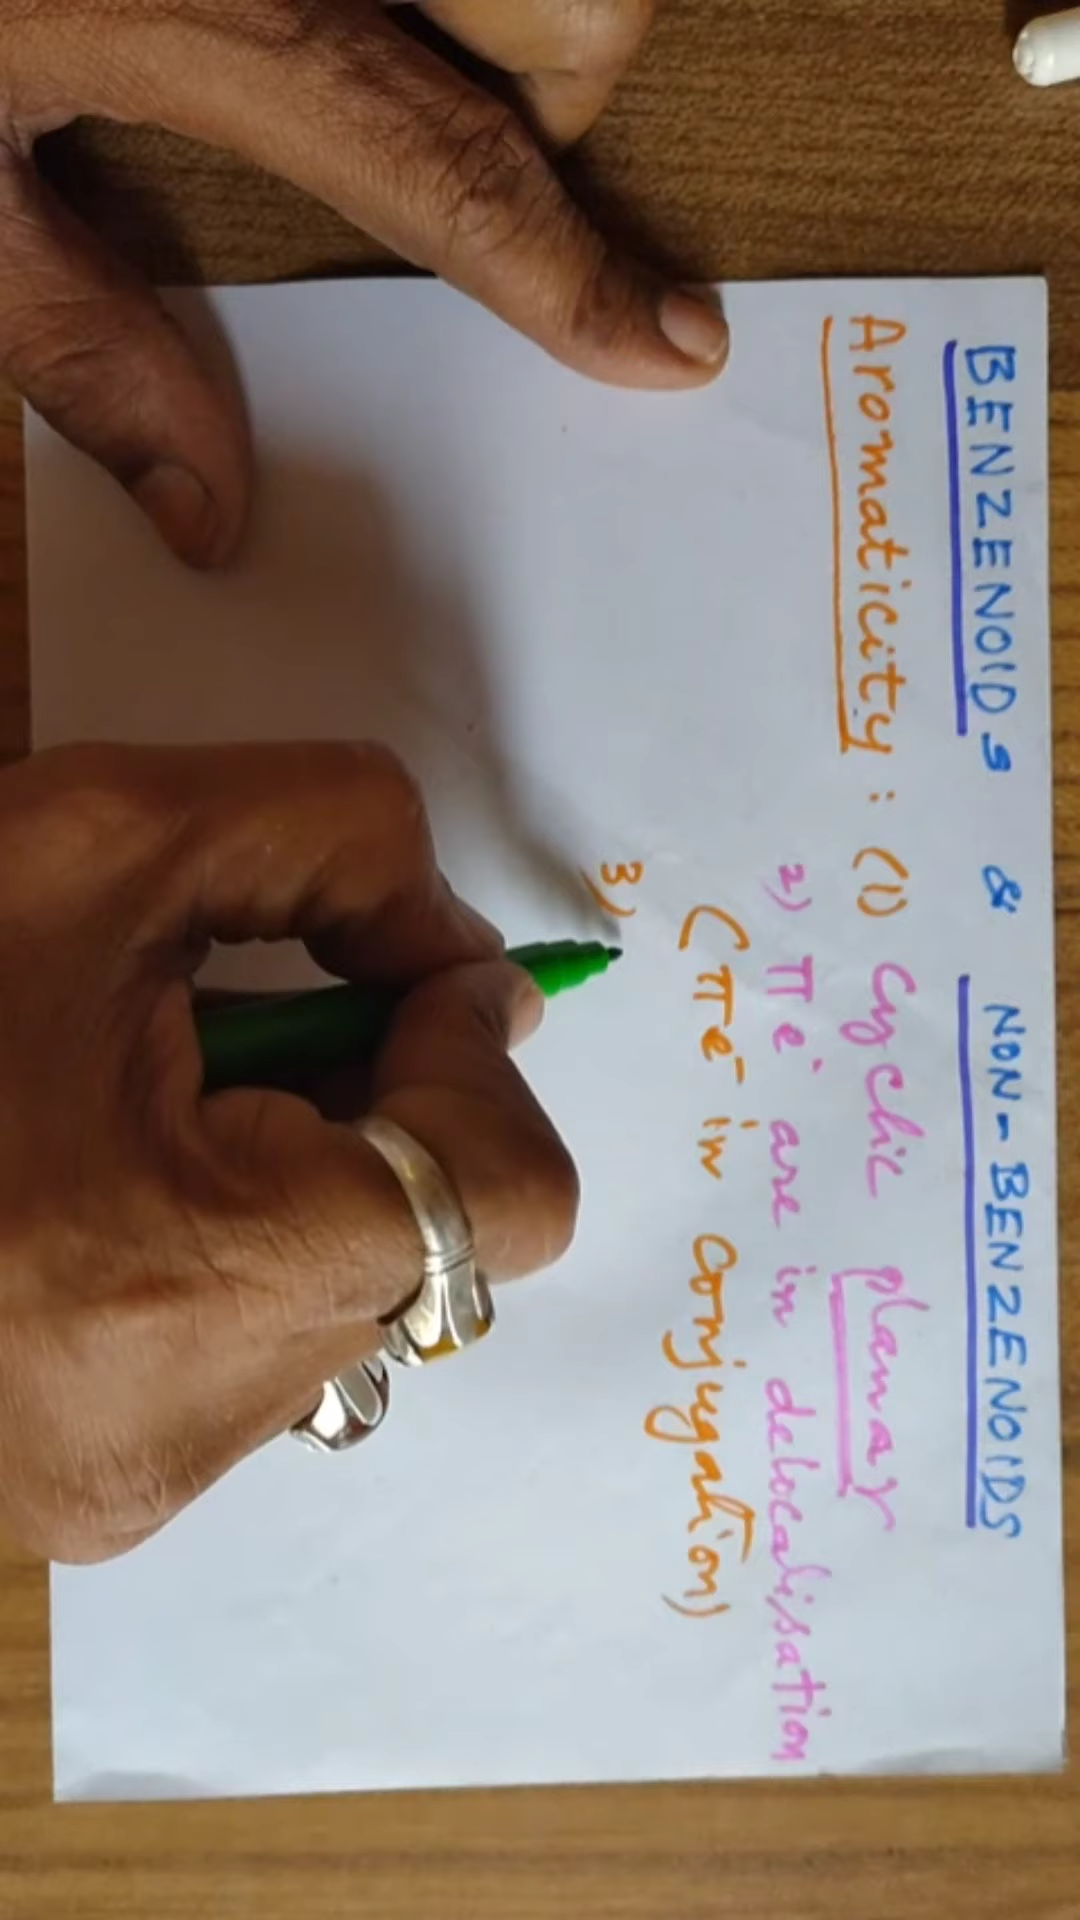 BENZENOIDS & NON-BENZENOIDS
Aromaticity : (1) Cyclic planar
2) πe⁻ are in delocalisation
(πe⁻ in conjugation)
3)